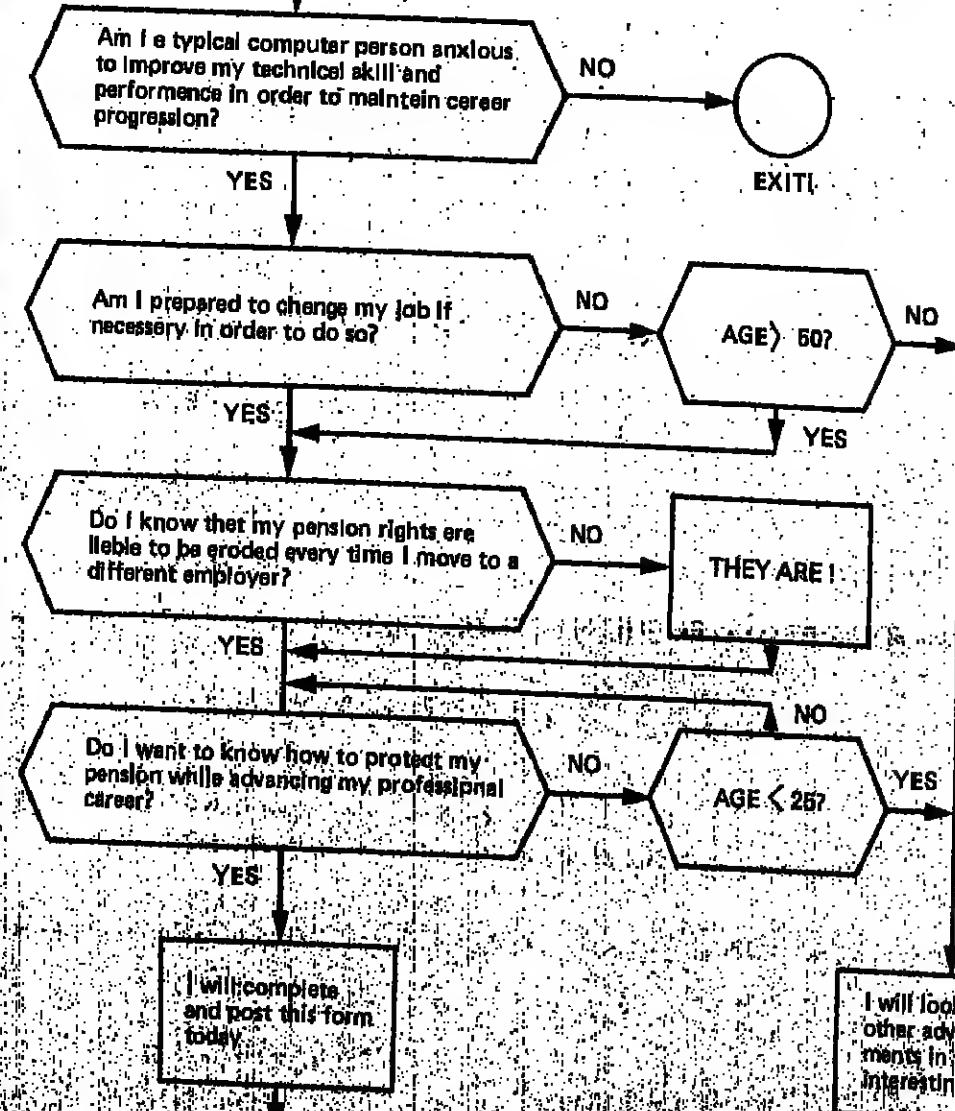 Am I a typical computer person anxious
to improve my technical skill and
performance in order to maintain career
progression?
NO
EXIT!
YES
Am I prepared to change my job if
necessary in order to do so?
NO
AGE > 50?
NO
YES
YES
Do I know that my pension rights are
liable to be eroded every time I move to a
different employer?
NO
THEY ARE !
YES
NO
Do I want to know how to protect my
pension while advancing my professional
career?
NO
AGE < 25?
YES
YES
I will complete
and post this form
today
I will
other
ments in